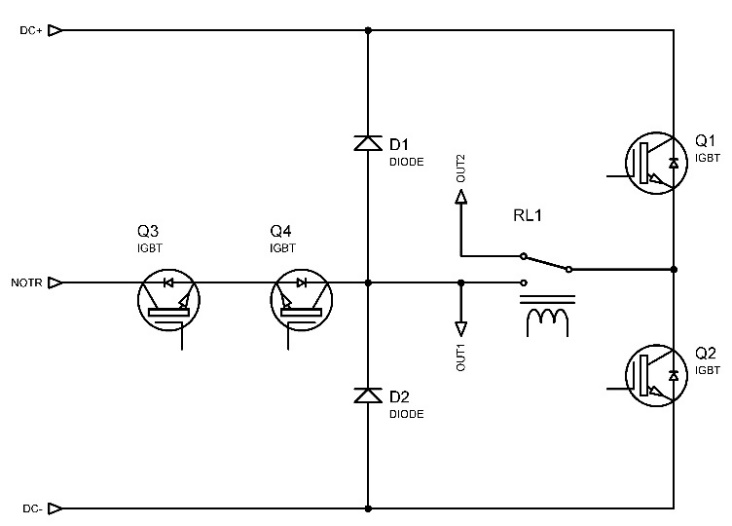 DC+
D1
DIODE
OUT2
Q1
IGBT
RL1
Q3
IGBT
Q4
IGBT
NOTR
OUT1
Q2
IGBT
D2
DIODE
DC-